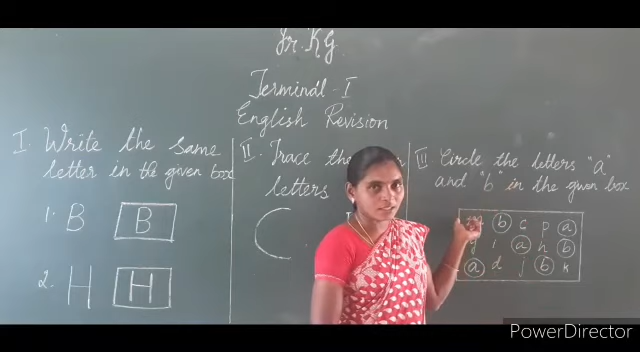 Jr. KG
Terminal - I
English Revision
I. Write the same
letter in the given box
1. B B
2. H H
II. Trace the
letters
C
III Circle the letters "a"
and "b" in the given box
b c p a
i a h b
a d j b k
PowerDirector